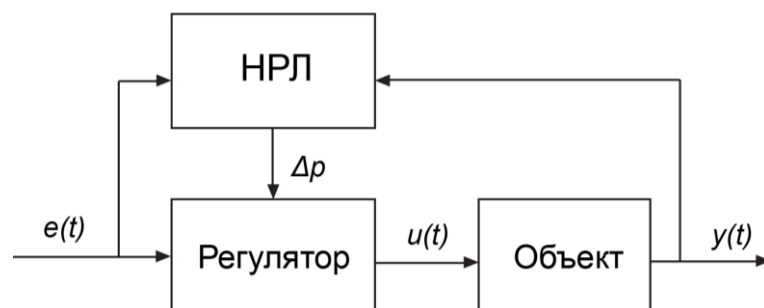 НРЛ
Δp
e(t)
Регулятор
u(t)
Объект
y(t)